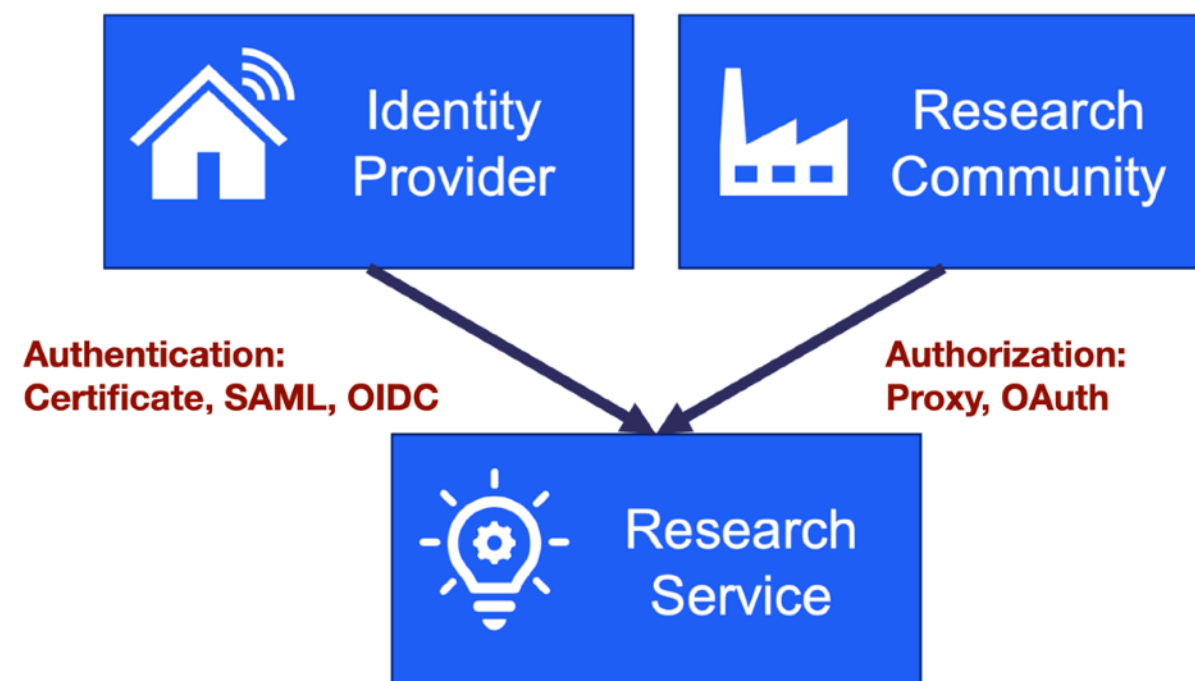 Identity
Provider
Research
Community
Authentication:
Certificate, SAML, OIDC
Authorization:
Proxy, OAuth
Research
Service